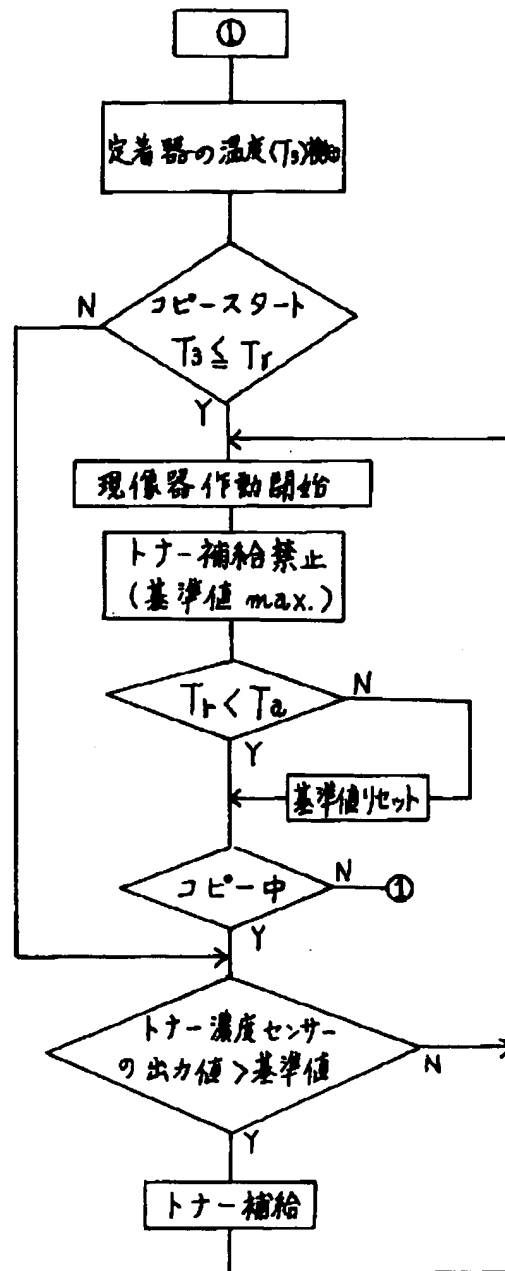 ①
定着器の温度(T₃)検出
コピースタート
N
T₃≦Tr
Y
現像器作動開始
トナー補給禁止
(基準値 max.)
Tr<Ta
N
Y
基準値リセット
コピー中
N
①
Y
トナー濃度センサー
の出力値>基準値
N
Y
トナー補給